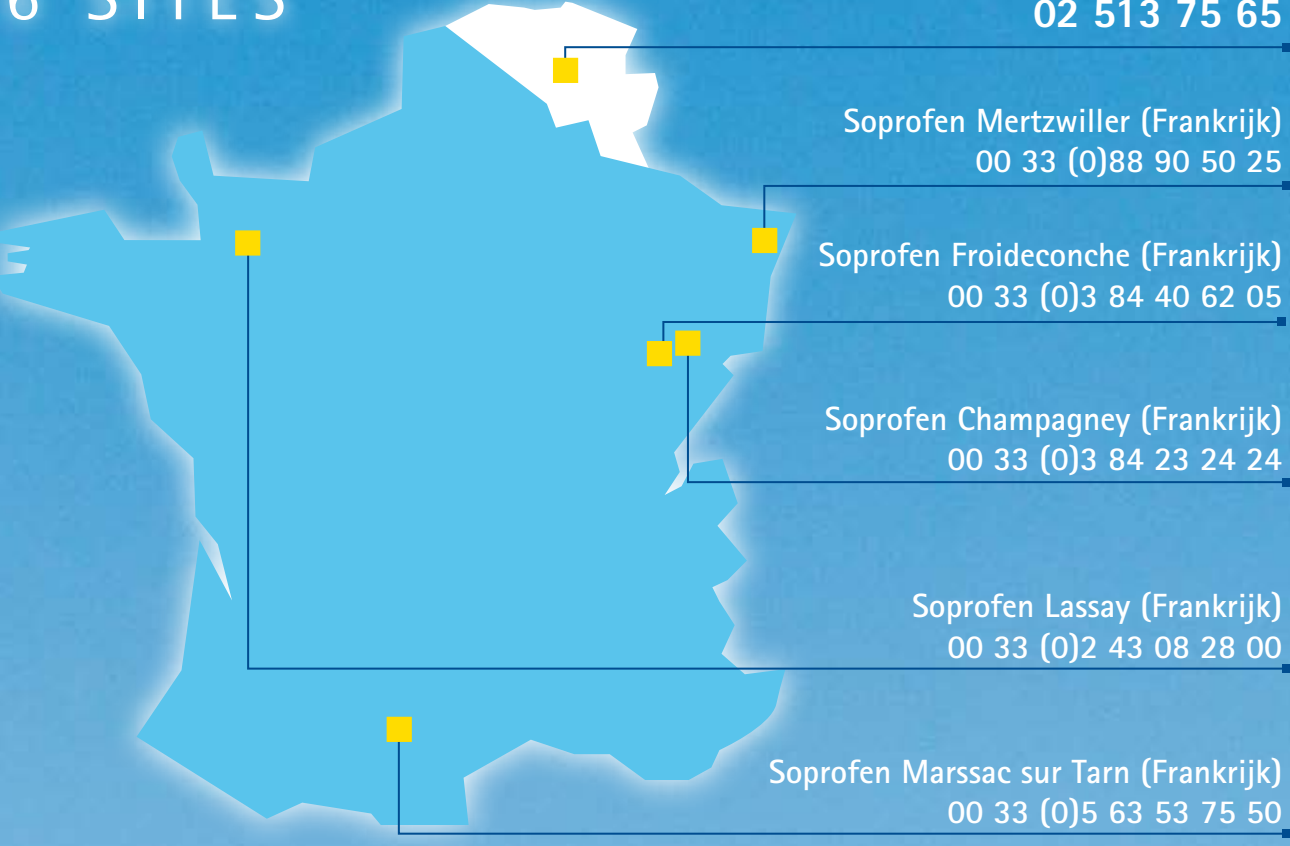 6 SITES
02 513 75 65
Soprofen Mertzwiller (Frankrijk)
00 33 (0)88 90 50 25
Soprofen Froideconche (Frankrijk)
00 33 (0)3 84 40 62 05
Soprofen Champagney (Frankrijk)
00 33 (0)3 84 23 24 24
Soprofen Lassay (Frankrijk)
00 33 (0)2 43 08 28 00
Soprofen Marssac sur Tarn (Frankrijk)
00 33 (0)5 63 53 75 50